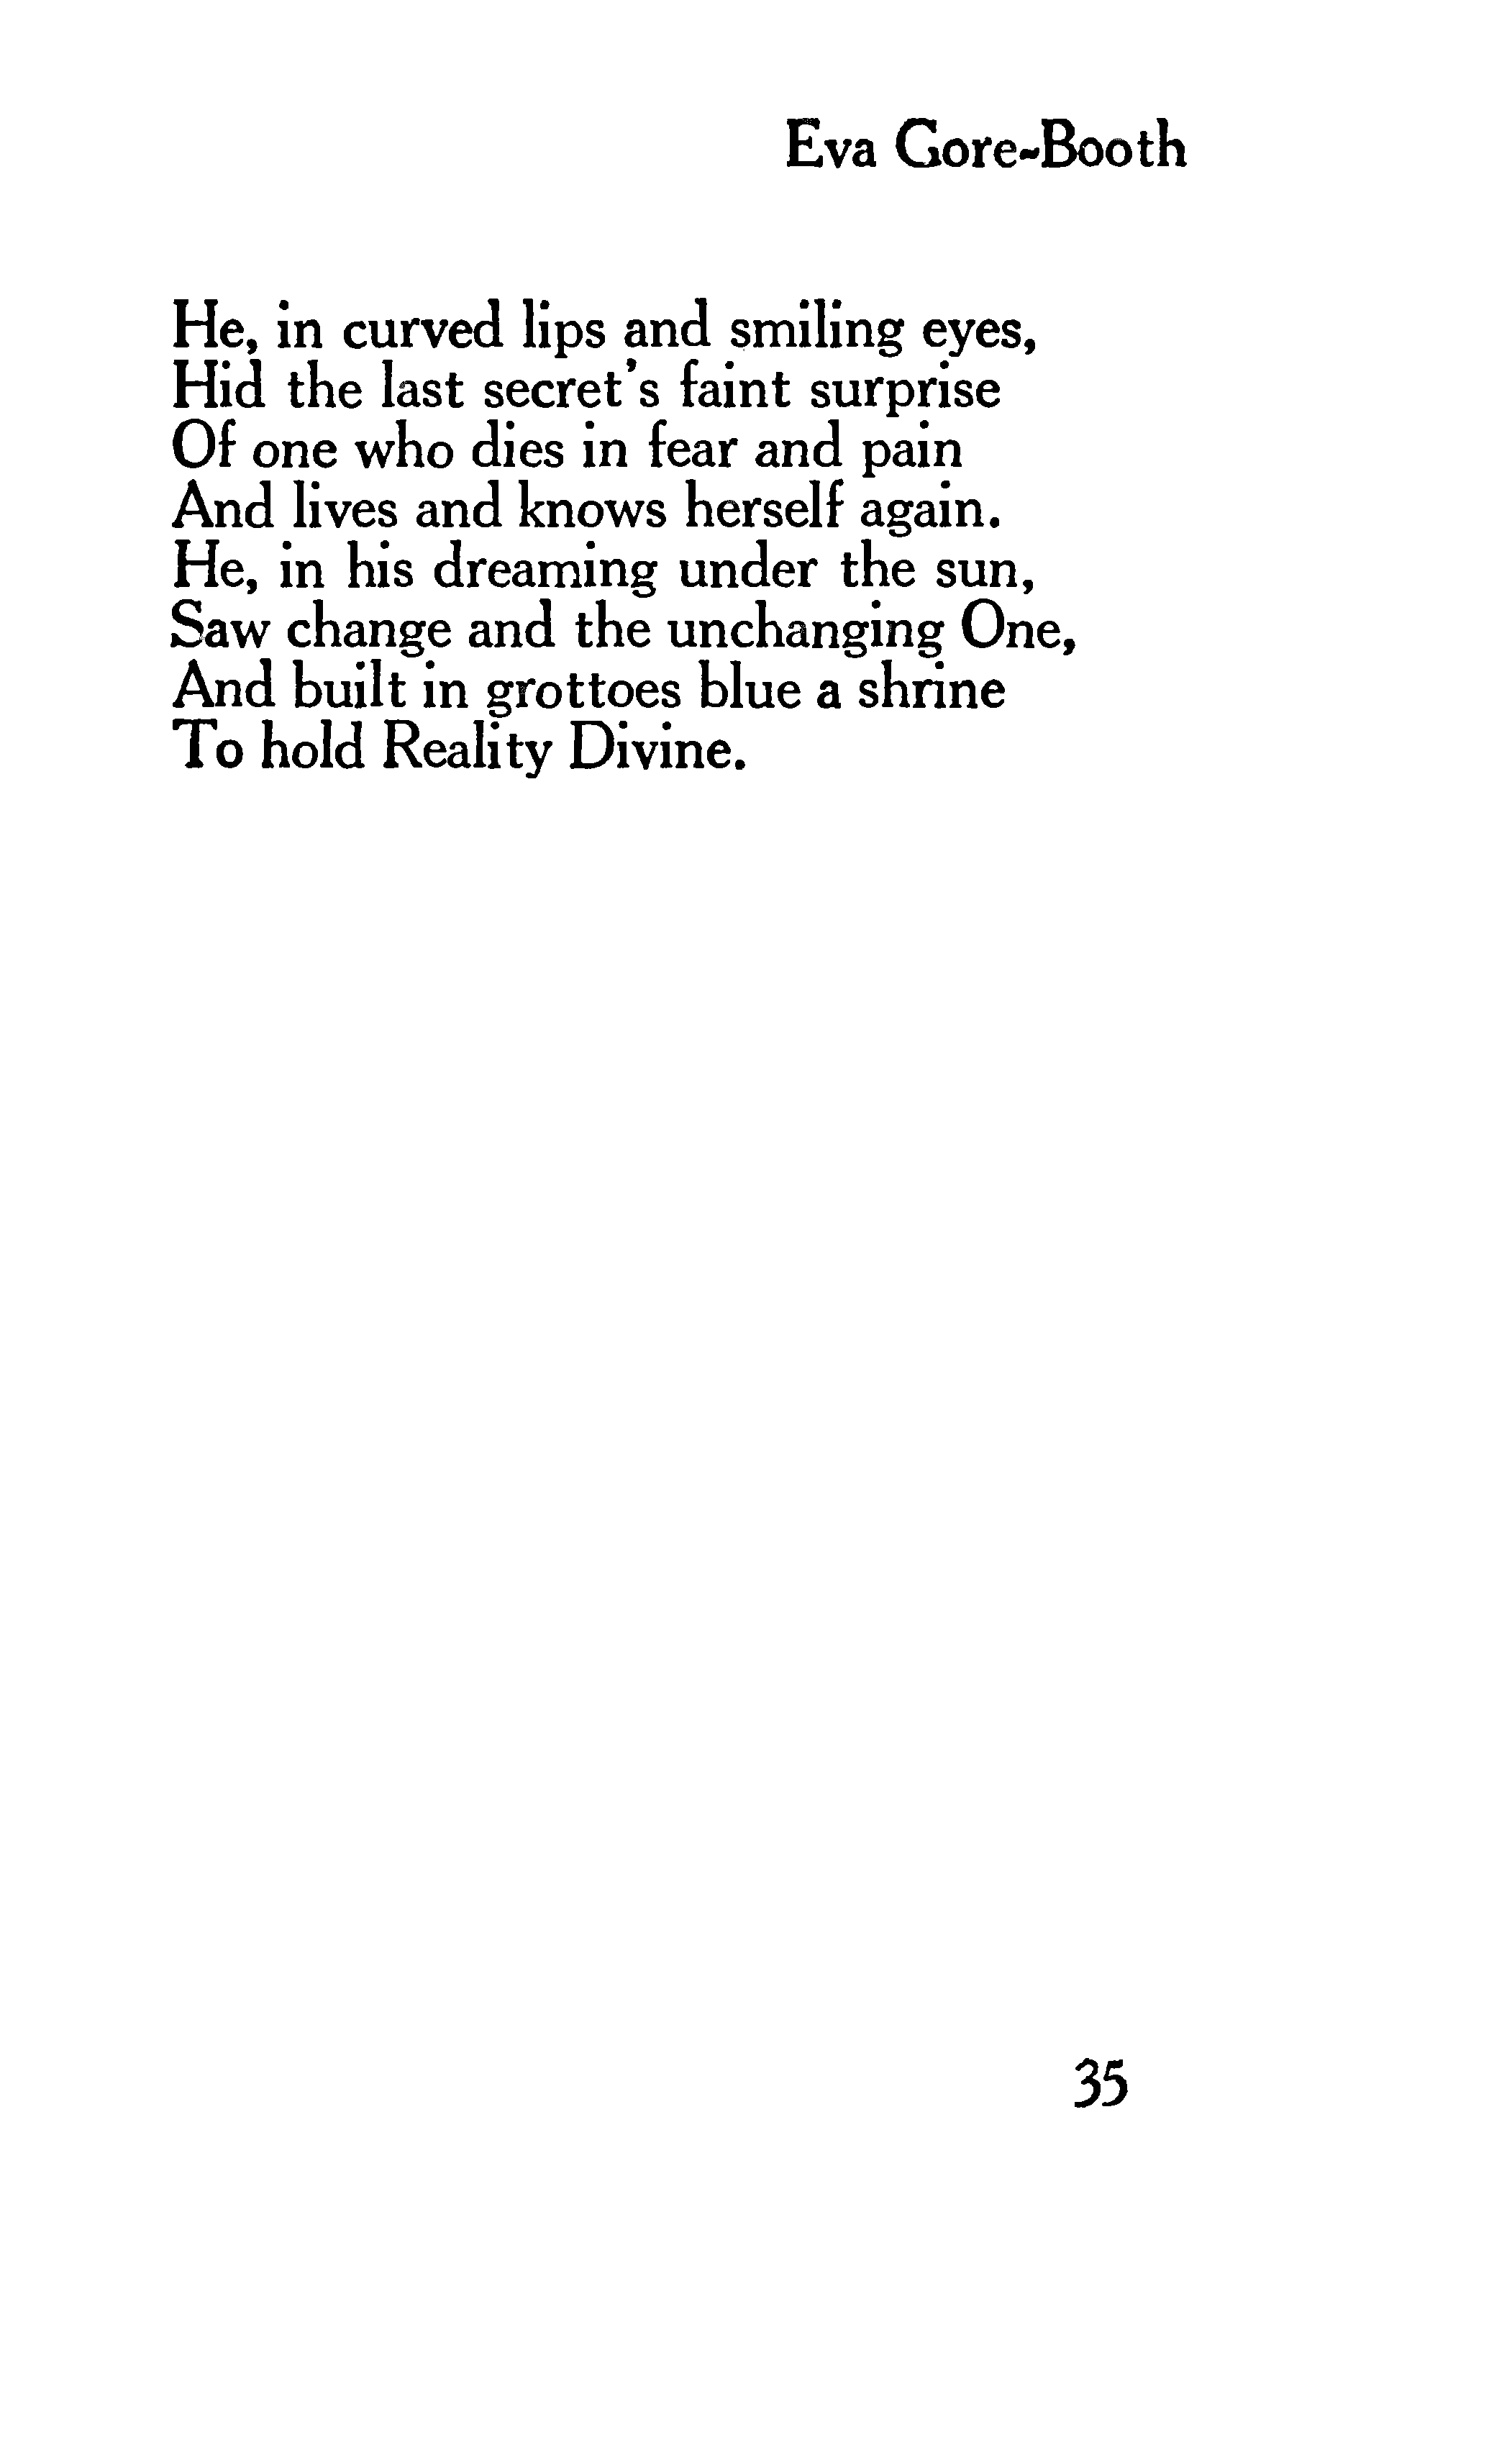 Eva Gore-Booth
He, in curved lips and smiling eyes,
Hid the last secret's faint surprise
Of one who dies in fear and pain
And lives and knows herself again.
He, in his dreaming under the sun,
Saw change and the unchanging One,
And built in grottoes blue a shrine
To hold Reality Divine.
35